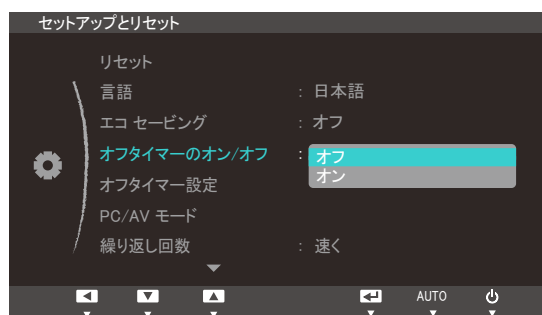 セットアップとリセット
リセット
言語 : 日本語
エコ セービング : オフ
オフタイマーのオン/オフ : オフ
オン
オフタイマー設定
PC/AV モード
繰り返し回数 : 速く
AUTO